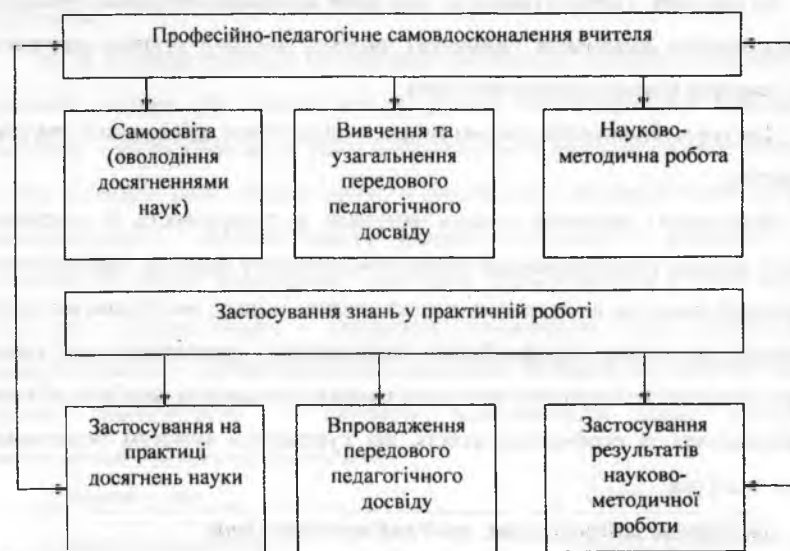 Професійно-педагогічне самовдосконалення вчителя
Самоосвіта
(оволодіння
досягненнями
наук)
Вивчення та
узагальнення
передового
педагогічного
досвіду
Науково-
методична робота
Застосування знань у практичній роботі
Застосування на
практиці
досягнень науки
Впровадження
передового
педагогічного
досвіду
Застосування
результатів
науково-
методичної
роботи